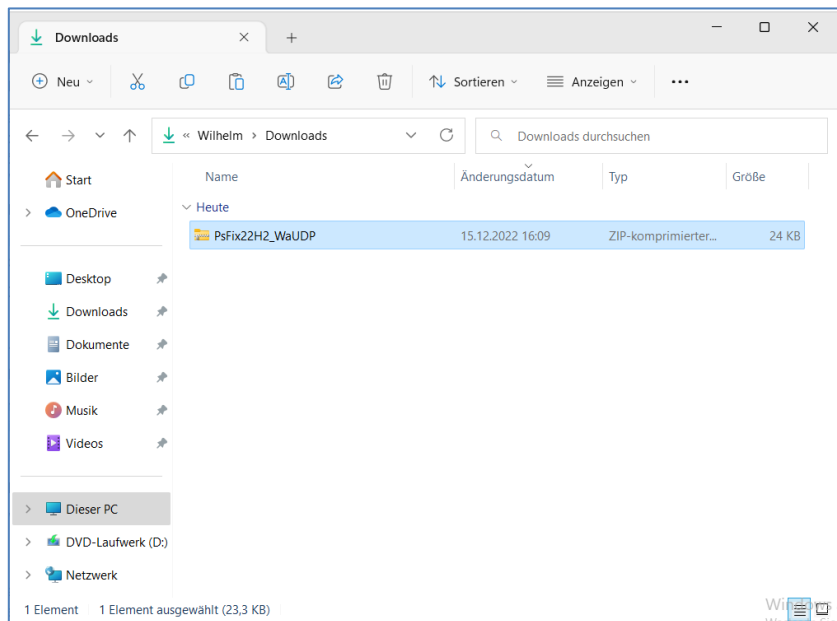 Downloads
Neu
Sortieren
Anzeigen
« Wilhelm > Downloads
Downloads durchsuchen
Start
OneDrive
Desktop
Downloads
Dokumente
Bilder
Musik
Videos
Dieser PC
DVD-Laufwerk (D:)
Netzwerk
Name Änderungsdatum Typ Größe
Heute
PsFix22H2_WaUDP 15.12.2022 16:09 ZIP-komprimierter... 24 KB
1 Element 1 Element ausgewählt (23,3 KB)
Windows